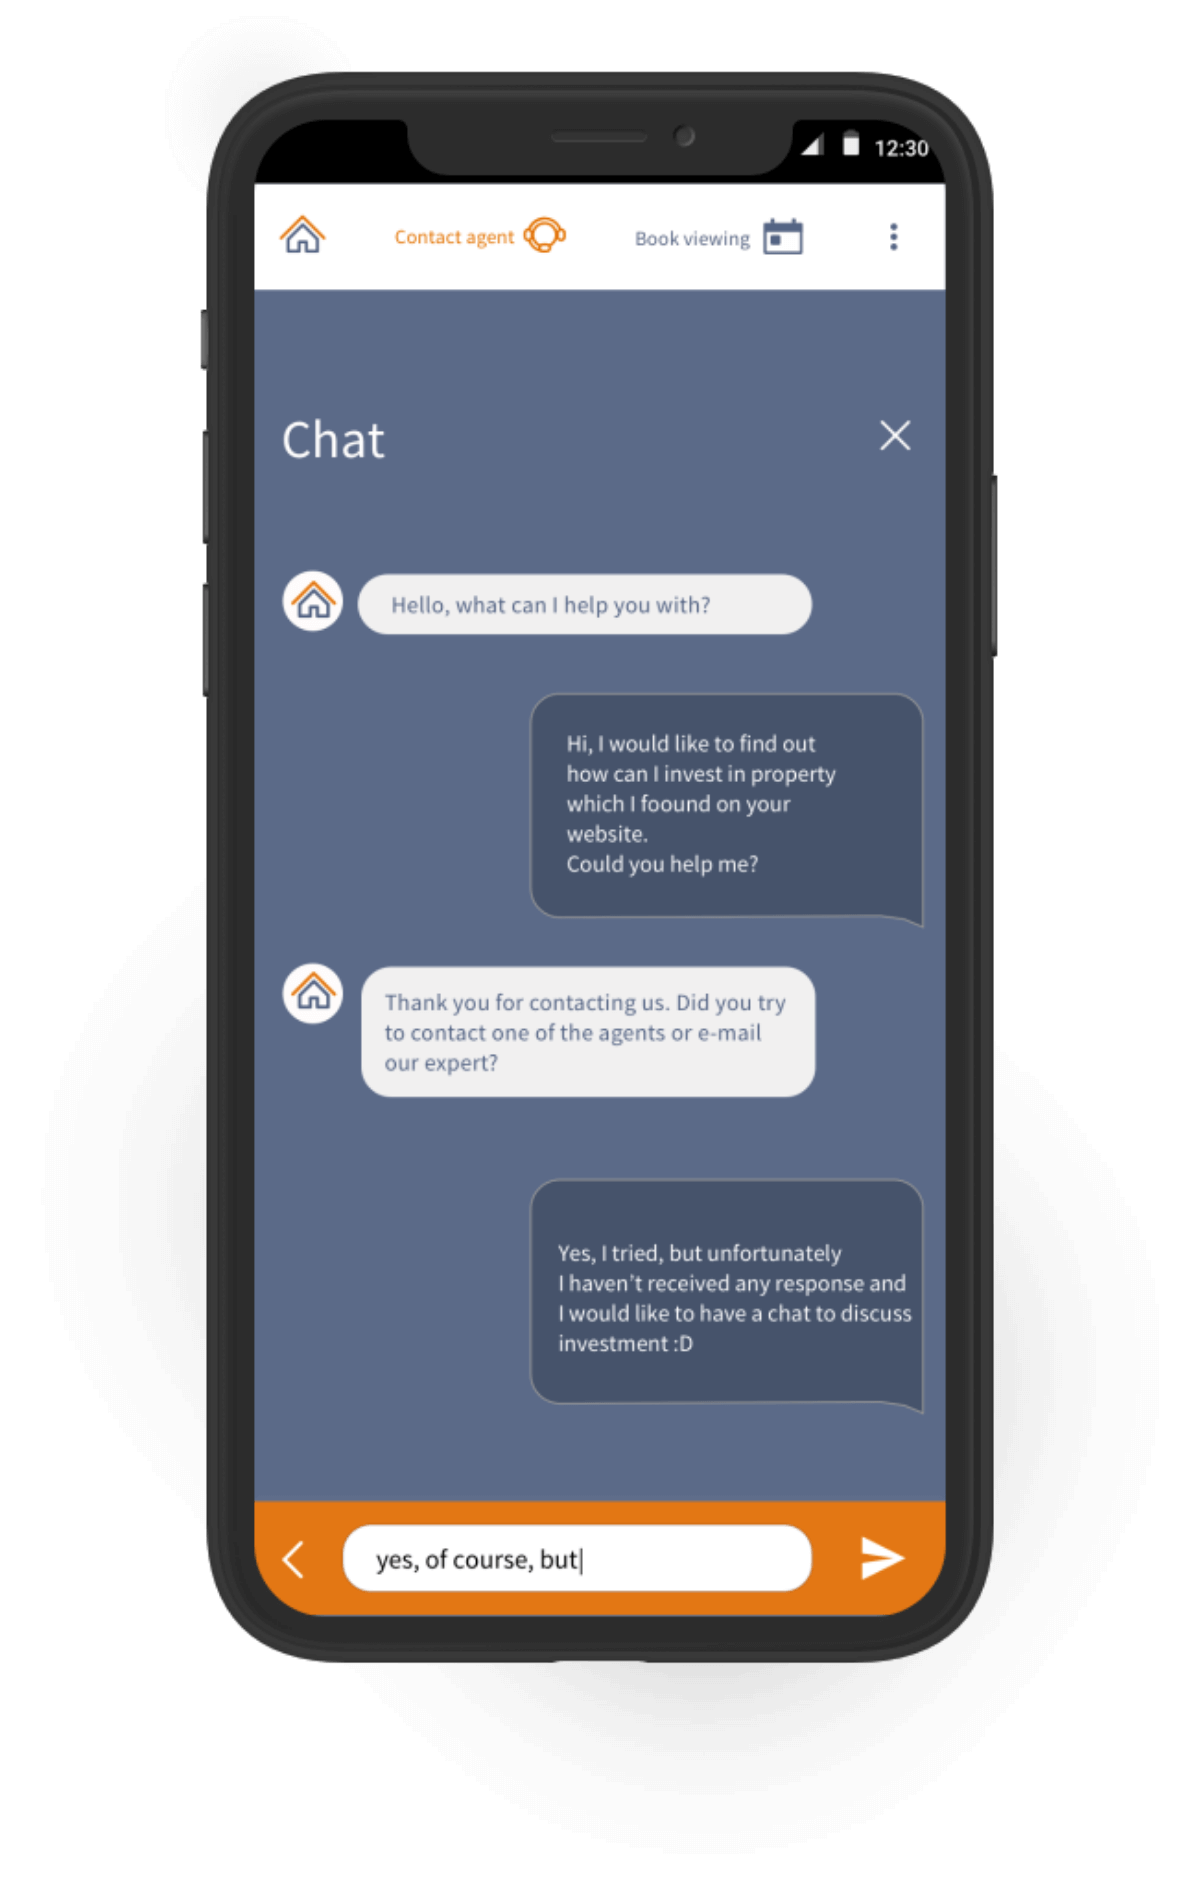 12:30
Contact agent
Book viewing
Chat
Hello, what can I help you with?
Hi, I would like to find out
how can I invest in property
which I foound on your
website.
Could you help me?
Thank you for contacting us. Did you try
to contact one of the agents or e-mail
our expert?
Yes, I tried, but unfortunately
I haven't received any response and
I would like to have a chat to discuss
investment :D
yes, of course, but